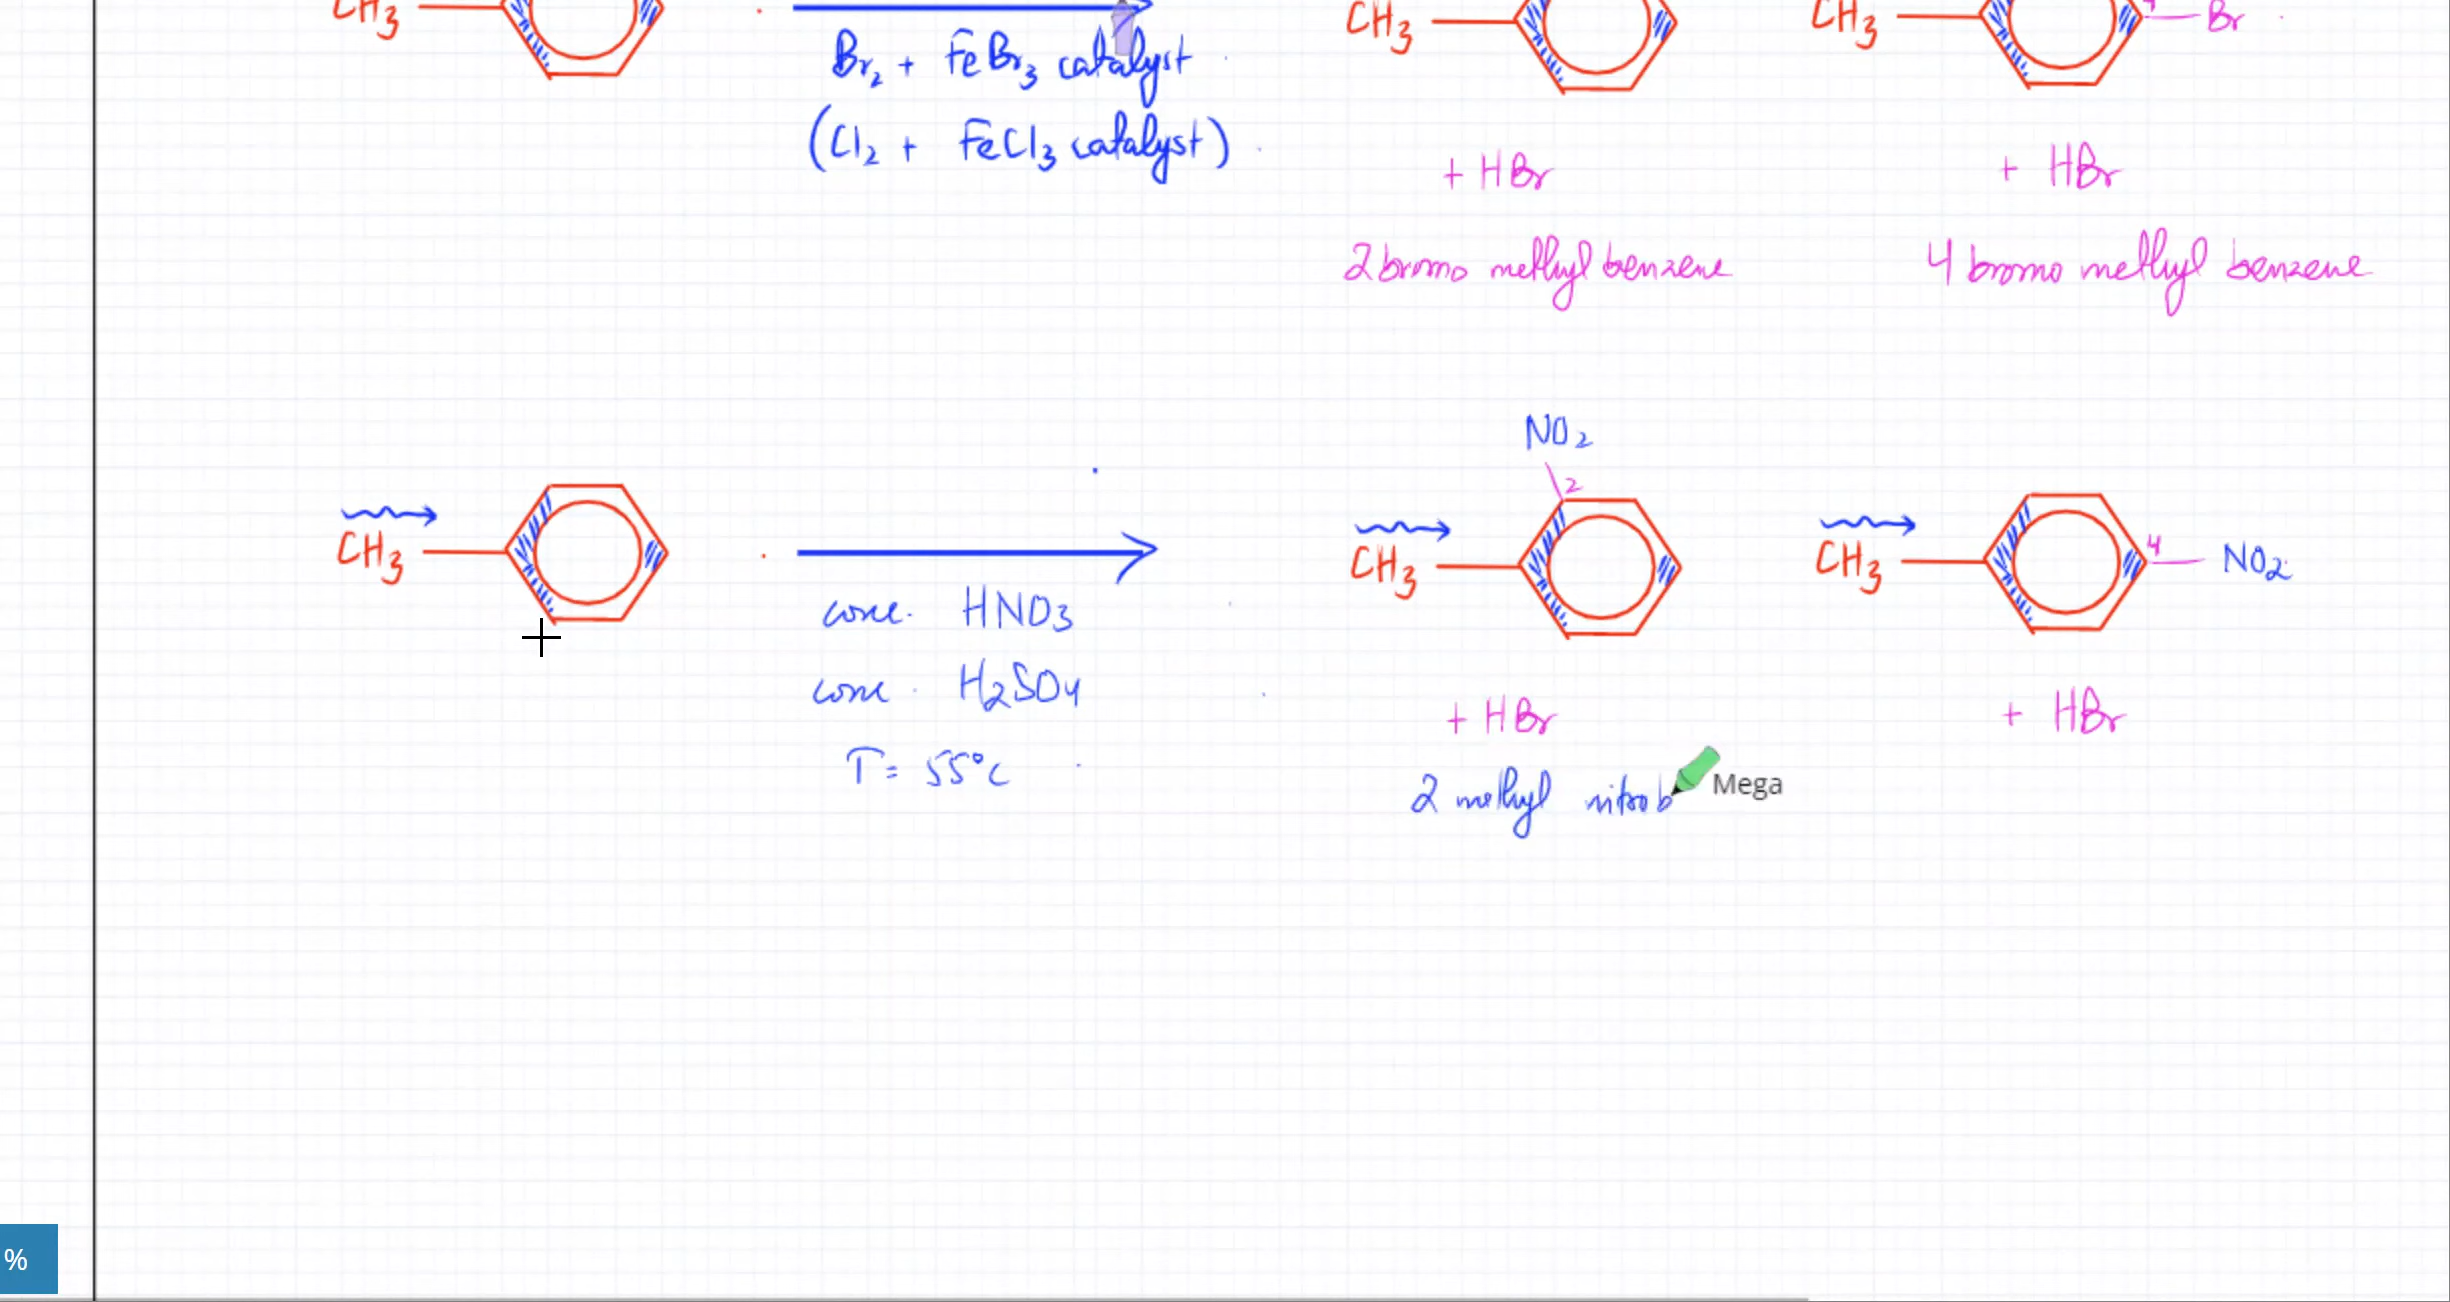 CH3
CH3
CH3
Br
Br2 + FeBr3 catalyst
(Cl2 + FeCl3 catalyst)
+ HBr
+ HBr
2 bromo methyl benzene
4 bromo methyl benzene
NO2
2
CH3
CH3
CH3
4
NO2
conc. HNO3
conc. H2SO4
T = 55°C
+ HBr
+ HBr
2 methyl nitrob
Mega
%